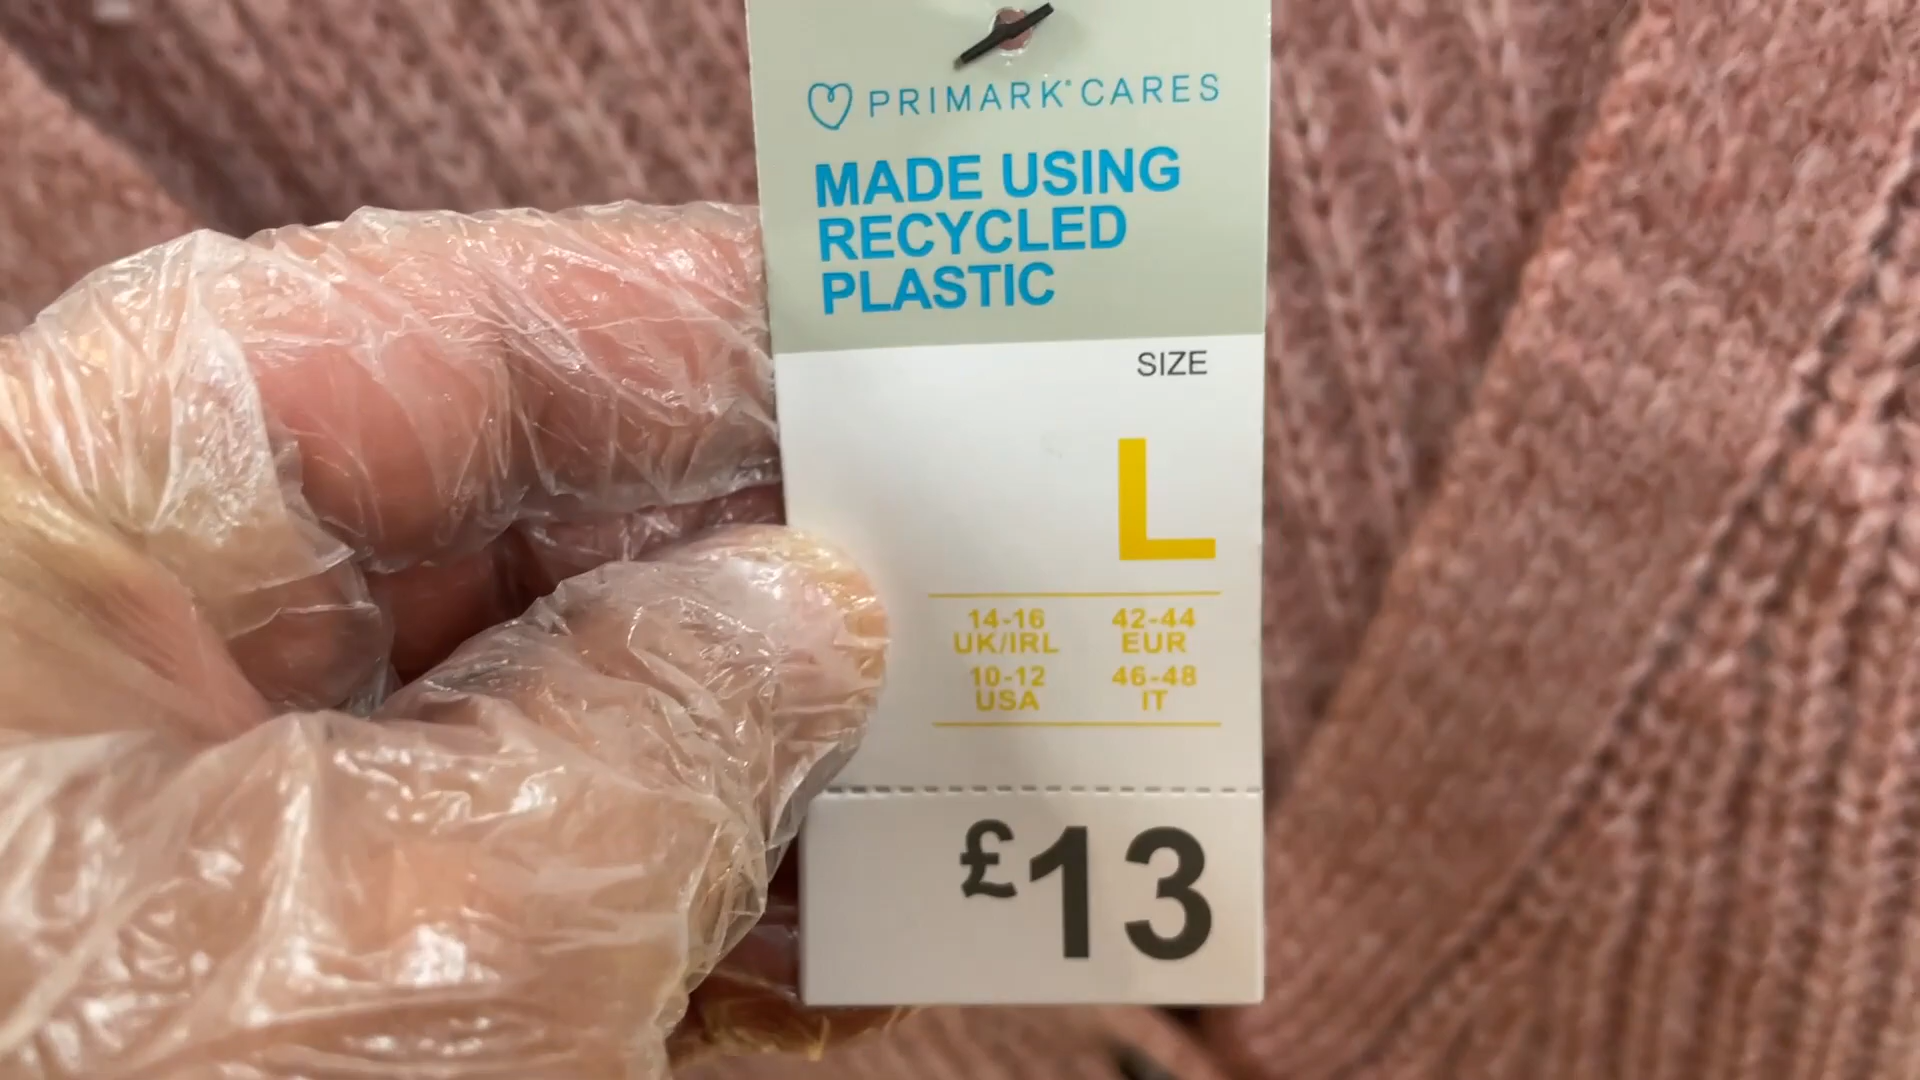 PRIMARK® CARES
MADE USING
RECYCLED
PLASTIC
SIZE
L
14-16 42-44
UK/IRL EUR
10-12 46-48
USA IT
£13